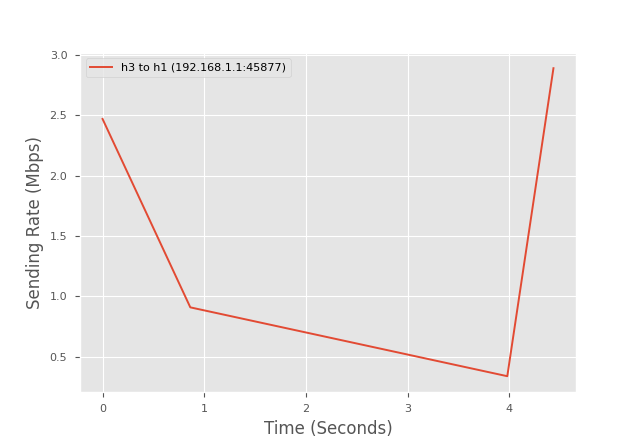 h3 to h1 (192.168.1.1:45877)
3.0
2.5
2.0
1.5
1.0
0.5
Sending Rate (Mbps)
0 1 2 3 4
Time (Seconds)